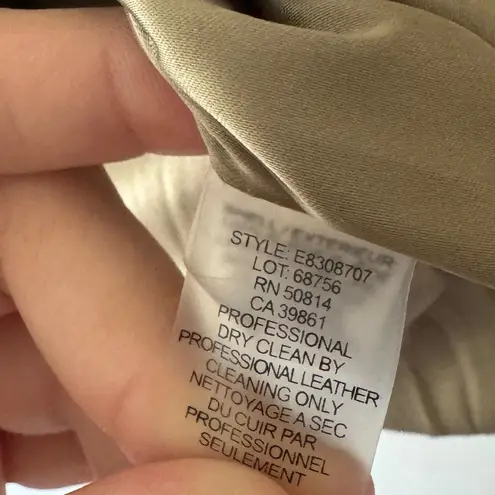 STYLE: E8308707
LOT: 68756
RN 50814
CA 39861
PROFESSIONAL
DRY CLEAN BY
PROFESSIONAL LEATHER
CLEANING ONLY
NETTOYAGE A SEC
DU CUIR PAR
PROFESSIONNEL
SEULEMENT